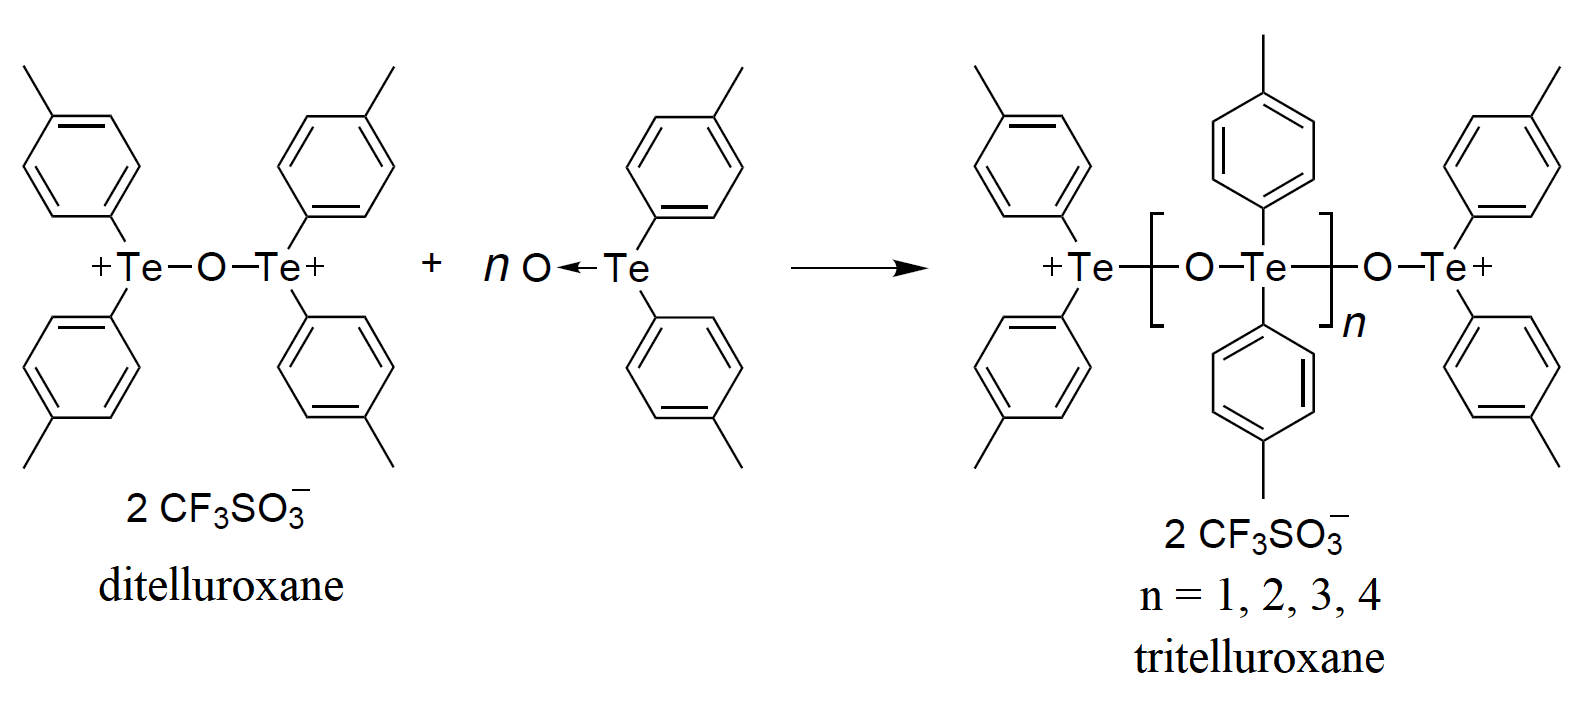 +Te–O–Te+ + n O←Te ⟶ +Te–[–O–Te–]n–O–Te+
2 CF3SO3−
ditelluroxane
2 CF3SO3−
n = 1, 2, 3, 4
tritelluroxane